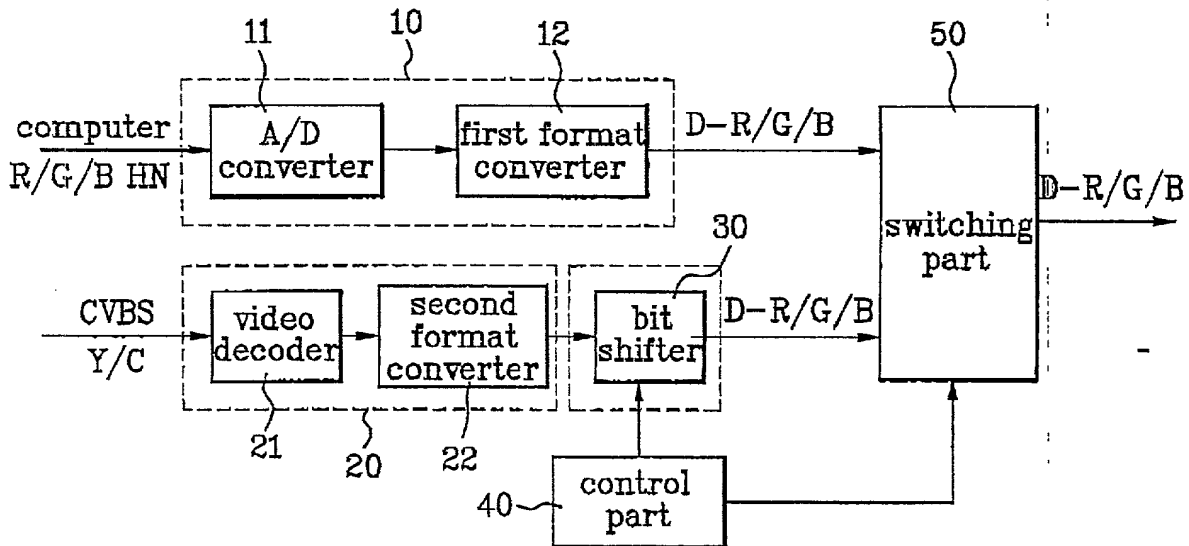 11
10
12
50
computer
R/G/B HN
A/D
converter
first format
converter
D-R/G/B
D-R/G/B
switching
part
30
CVBS
Y/C
video
decoder
second
format
converter
bit
shifter
D-R/G/B
21
20
22
40
control
part